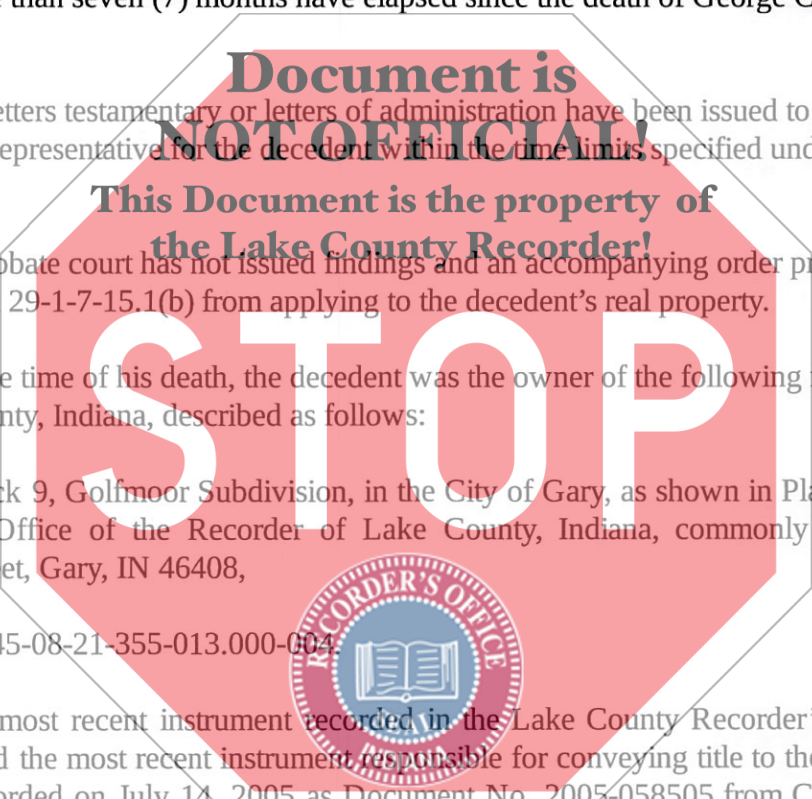 than seven (7) months have elapsed since the death of George
Document is
etters testamentary or letters of administration have been issued to
NOT OFFICIAL!
epresentative for the decedent within the time limits specified und
This Document is the property of
the Lake County Recorder!
obate court has not issued findings and an accompanying order pr
29-1-7-15.1(b) from applying to the decedent's real property.
STOP
e time of his death, the decedent was the owner of the following
nty, Indiana, described as follows:
ck 9, Golfmoor Subdivision, in the City of Gary, as shown in Pla
Office of the Recorder of Lake County, Indiana, commonly
et, Gary, IN 46408,
RECORDER'S OFFICE
45-08-21-355-013.000-004.
most recent instrument recorded in the Lake County Recorder'
INDIANA
d the most recent instrument responsible for conveying title to the
orded on July 14, 2005 as Document No. 2005-058505 from C